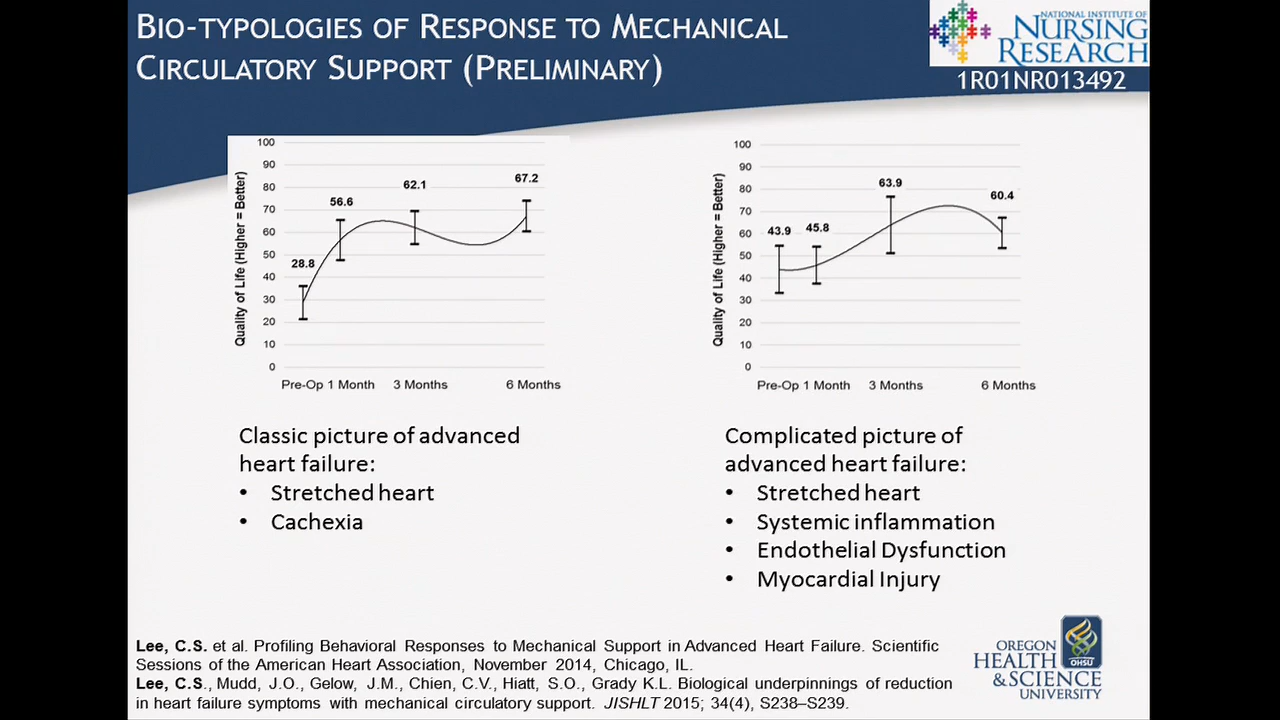 BIO-TYPOLOGIES OF RESPONSE TO MECHANICAL
CIRCULATORY SUPPORT (PRELIMINARY)
NATIONAL INSTITUTE OF
NURSING
RESEARCH
1R01NR013492
Quality of Life (Higher = Better)
100
90
80
70
60
50
40
30
20
10
0
28.8
56.6
62.1
67.2
Pre-Op 1 Month 3 Months 6 Months
Quality of Life (Higher = Better)
100
90
80
70
60
50
40
30
20
10
0
43.9
45.8
63.9
60.4
Pre-Op 1 Month 3 Months 6 Months
Classic picture of advanced
heart failure:
• Stretched heart
• Cachexia
Complicated picture of
advanced heart failure:
• Stretched heart
• Systemic inflammation
• Endothelial Dysfunction
• Myocardial Injury
Lee, C.S. et al. Profiling Behavioral Responses to Mechanical Support in Advanced Heart Failure. Scientific
Sessions of the American Heart Association, November 2014, Chicago, IL.
Lee, C.S., Mudd, J.O., Gelow, J.M., Chien, C.V., Hiatt, S.O., Grady K.L. Biological underpinnings of reduction
in heart failure symptoms with mechanical circulatory support. JISHLT 2015; 34(4), S238–S239.
OHSU
OREGON
HEALTH
& SCIENCE
UNIVERSITY